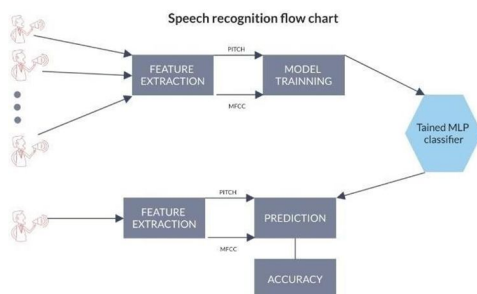 Speech recognition flow chart
PITCH
FEATURE
EXTRACTION
MODEL
TRAINNING
MFCC
Tained MLP
classifier
PITCH
FEATURE
EXTRACTION
PREDICTION
MFCC
ACCURACY